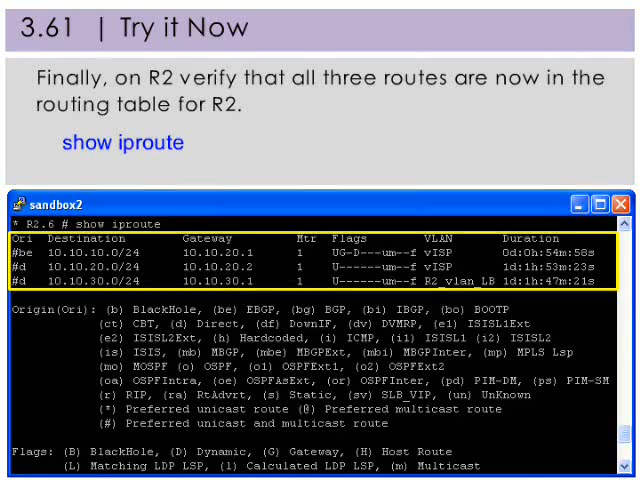 3.61 | Try it Now
Finally, on R2 verify that all three routes are now in the
routing table for R2.
show iproute
sandbox2
* R2.6 # show iproute
Ori Destination Gateway Mtr Flags VLAN Duration
#be 10.10.10.0/24 10.10.20.1 1 UG-D---um--f vISP 0d:0h:54m:58s
#d 10.10.20.0/24 10.10.20.2 1 U------um--f vISP 1d:1h:53m:23s
#d 10.10.30.0/24 10.10.30.1 1 U------um--f R2_vlan_LB 1d:1h:47m:21s
Origin(Ori): (b) BlackHole, (be) EBGP, (bg) BGP, (bi) IBGP, (bo) BOOTP
(ct) CBT, (d) Direct, (df) DownIF, (dv) DVMRP, (e1) ISISL1Ext
(e2) ISISL2Ext, (h) Hardcoded, (i) ICMP, (i1) ISISL1 (i2) ISISL2
(is) ISIS, (mb) MBGP, (mbe) MBGPExt, (mbi) MBGPInter, (mp) MPLS Lsp
(mo) MOSPF (o) OSPF, (o1) OSPFExt1, (o2) OSPFExt2
(oa) OSPFIntra, (oe) OSPFAsExt, (or) OSPFInter, (pd) PIM-DM, (ps) PIM-SM
(r) RIP, (ra) RtAdvrt, (s) Static, (sv) SLB_VIP, (un) UnKnown
(*) Preferred unicast route (@) Preferred multicast route
(#) Preferred unicast and multicast route
Flags: (B) BlackHole, (D) Dynamic, (G) Gateway, (H) Host Route
(L) Matching LDP LSP, (l) Calculated LDP LSP, (m) Multicast